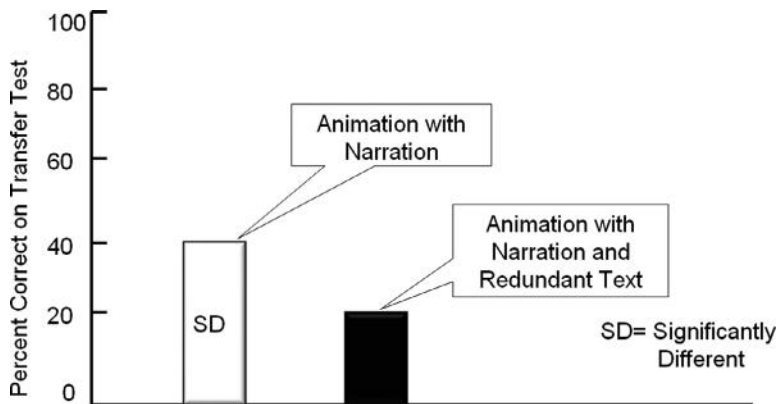 Percent Correct on Transfer Test
100
80
60
40
20
0
Animation with
Narration
Animation with
Narration and
Redundant Text
SD
SD= Significantly
Different